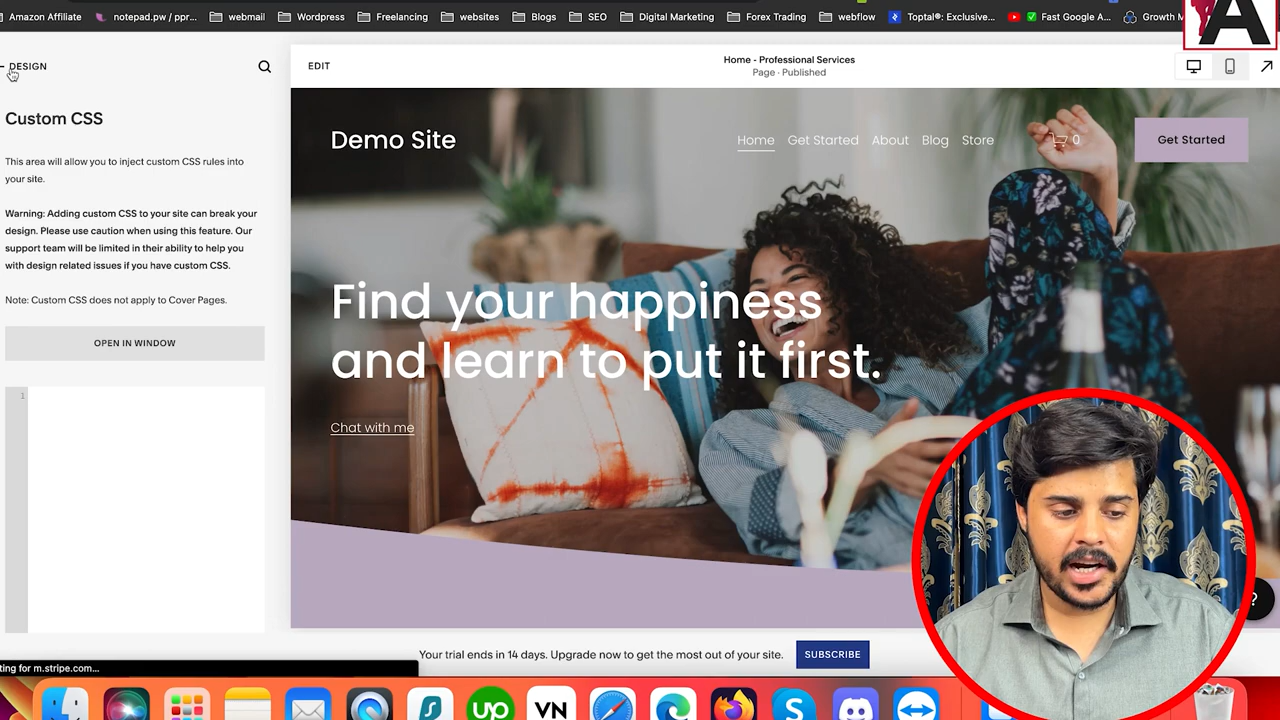 Amazon Affiliate
notepad.pw / ppr...
webmail
Wordpress
Freelancing
websites
Blogs
SEO
Digital Marketing
Forex Trading
webflow
Toptal®: Exclusive...
Fast Google A...
Growth M
A
DESIGN
Custom CSS
This area will allow you to inject custom CSS rules into
your site.
Warning: Adding custom CSS to your site can break your
design. Please use caution when using this feature. Our
support team will be limited in their ability to help you
with design related issues if you have custom CSS.
Note: Custom CSS does not apply to Cover Pages.
OPEN IN WINDOW
1
EDIT
Home - Professional Services
Page · Published
Demo Site
Home
Get Started
About
Blog
Store
0
Get Started
Find your happiness
and learn to put it first.
Chat with me
?
Your trial ends in 14 days. Upgrade now to get the most out of your site.
SUBSCRIBE
ting for m.stripe.com...
up
VN
S